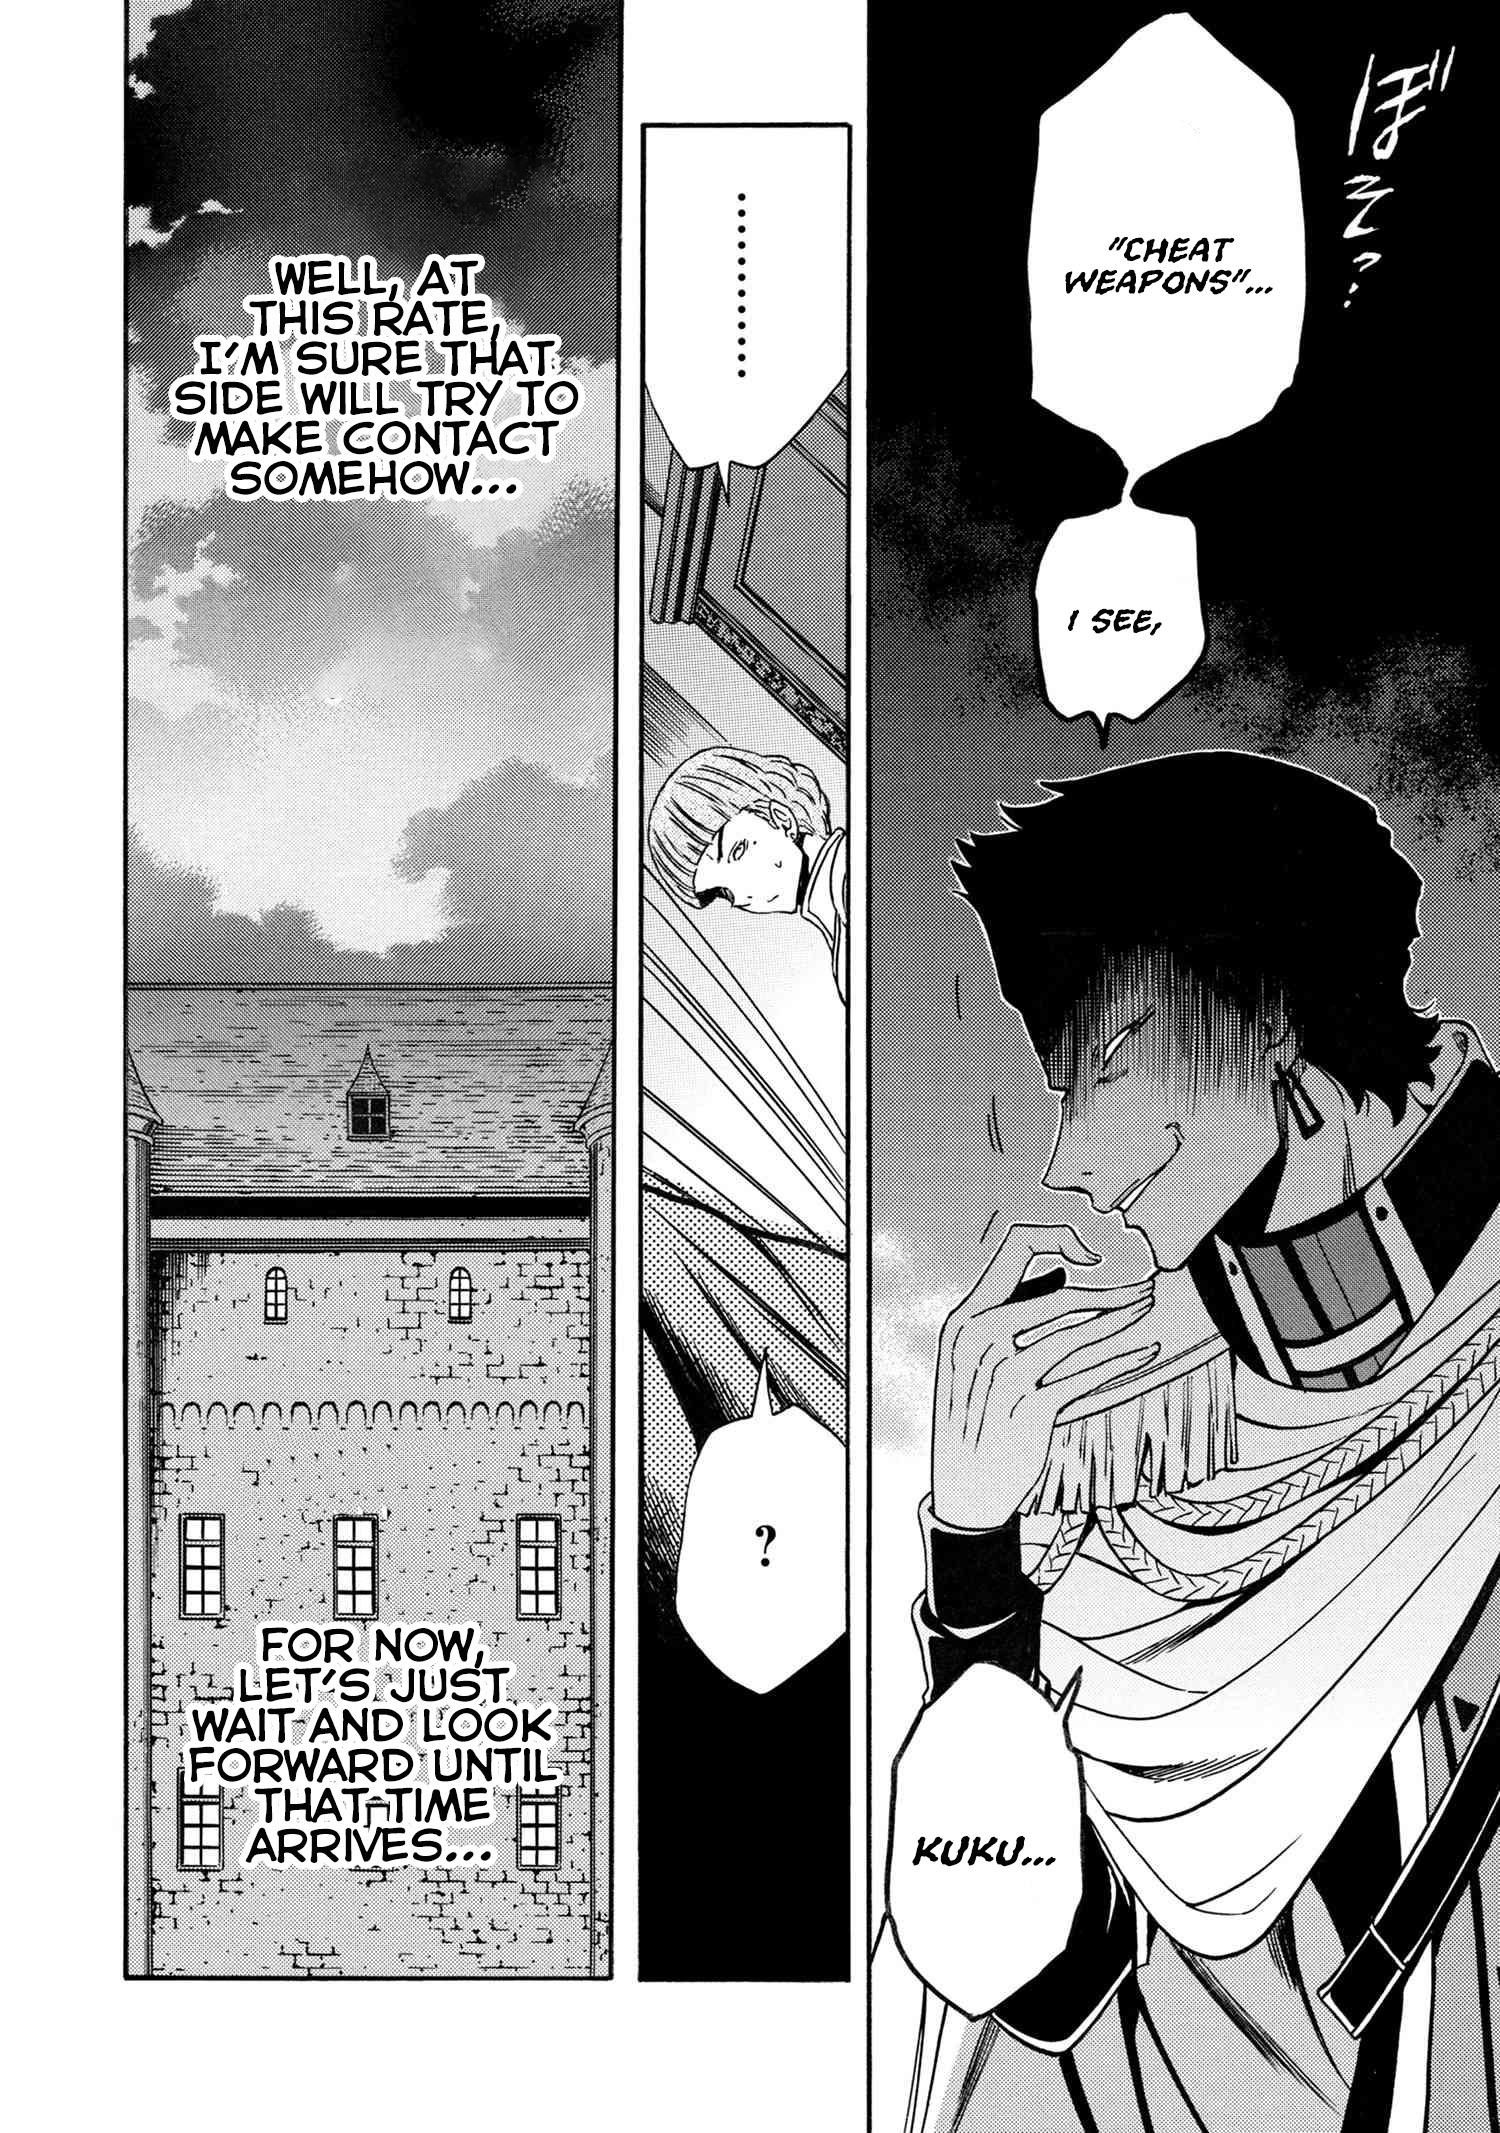 ぼそっ?
"CHEAT
WEAPONS"...
I SEE,
KUKU...
..........
?
WELL, AT
THIS RATE,
I'M SURE THAT
SIDE WILL TRY TO
MAKE CONTACT
SOMEHOW...
FOR NOW,
LET'S JUST
WAIT AND LOOK
FORWARD UNTIL
THAT TIME
ARRIVES...